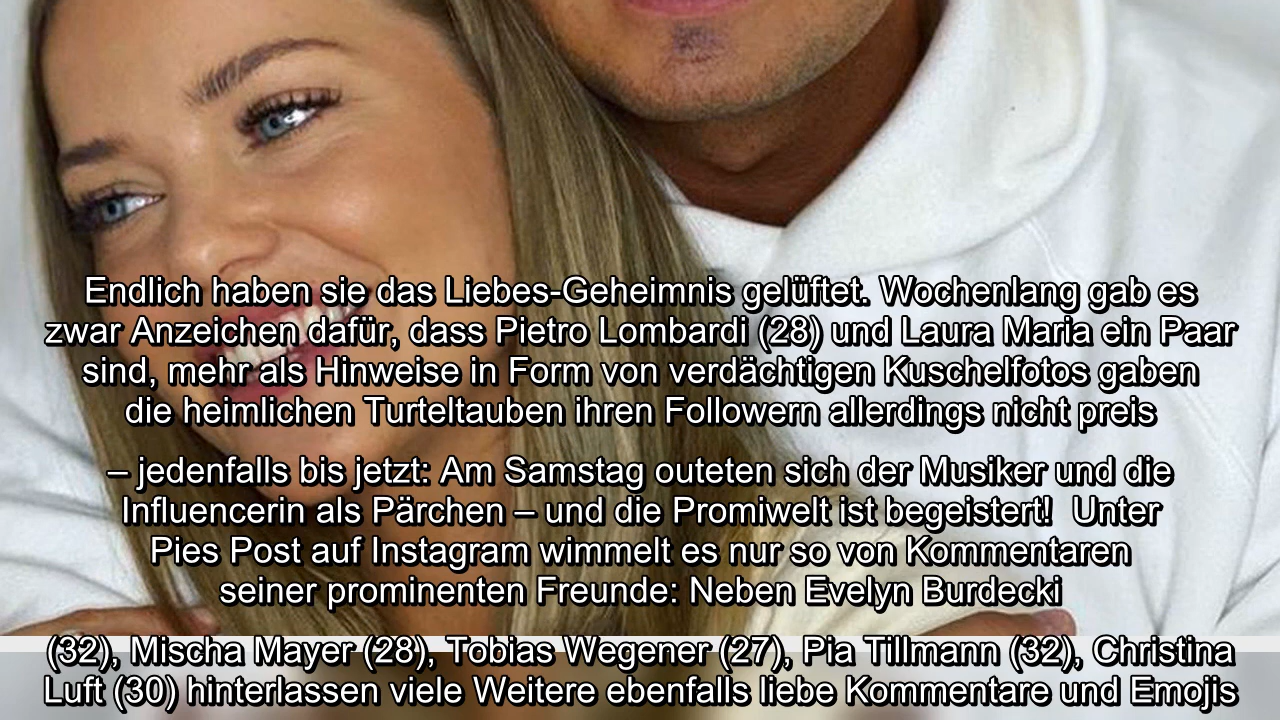 Endlich haben sie das Liebes-Geheimnis gelüftet. Wochenlang gab es
zwar Anzeichen dafür, dass Pietro Lombardi (28) und Laura Maria ein Paar
sind, mehr als Hinweise in Form von verdächtigen Kuschelfotos gaben
die heimlichen Turteltauben ihren Followern allerdings nicht preis
– jedenfalls bis jetzt: Am Samstag outeten sich der Musiker und die
Influencerin als Pärchen – und die Promiwelt ist begeistert!  Unter
Pies Post auf Instagram wimmelt es nur so von Kommentaren
seiner prominenten Freunde: Neben Evelyn Burdecki
(32), Mischa Mayer (28), Tobias Wegener (27), Pia Tillmann (32), Christina
Luft (30) hinterlassen viele Weitere ebenfalls liebe Kommentare und Emojis